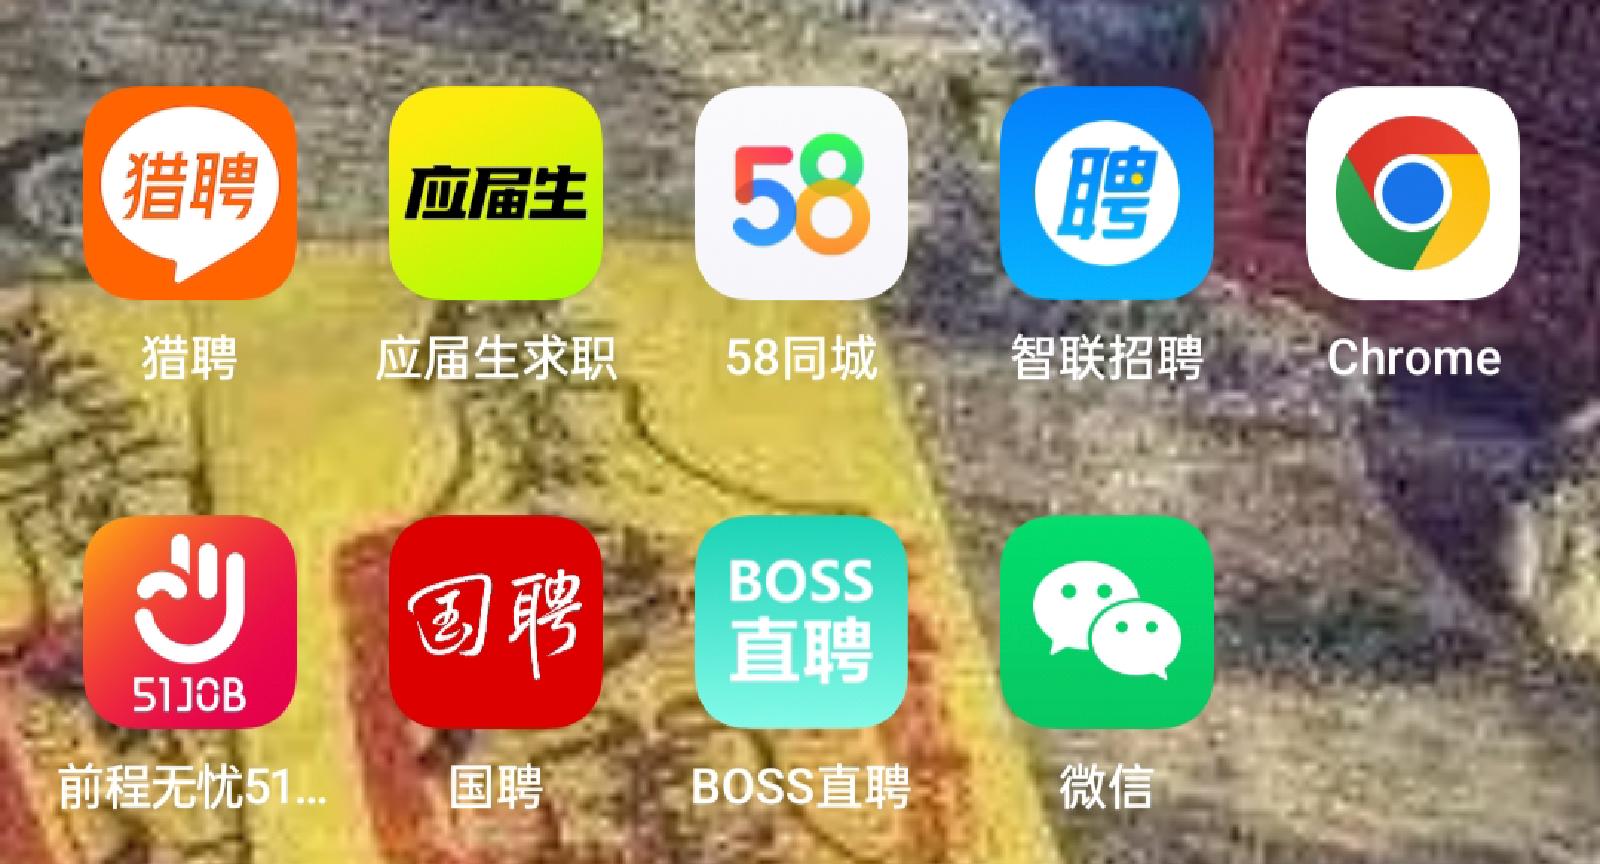 猎聘
应届生
58
聘
猎聘
应届生求职
58同城
智联招聘
Chrome
51JOB
国聘
BOSS
直聘
前程无忧51...
国聘
BOSS直聘
微信